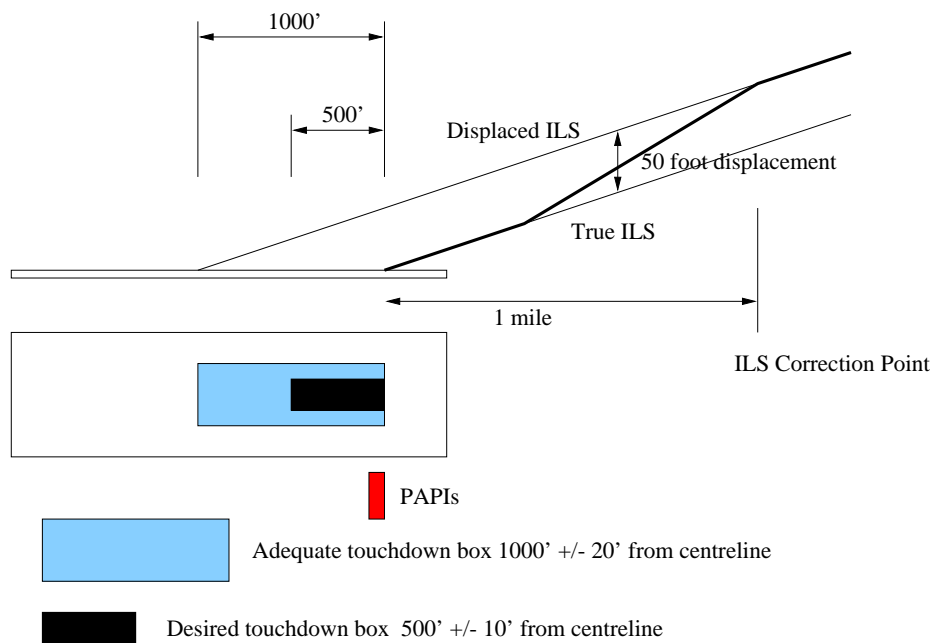 1000’
500’
Displaced ILS
50 foot displacement
True ILS
1 mile
ILS Correction Point
PAPIs
Adequate touchdown box 1000’ +/- 20’ from centreline
Desired touchdown box 500’ +/- 10’ from centreline